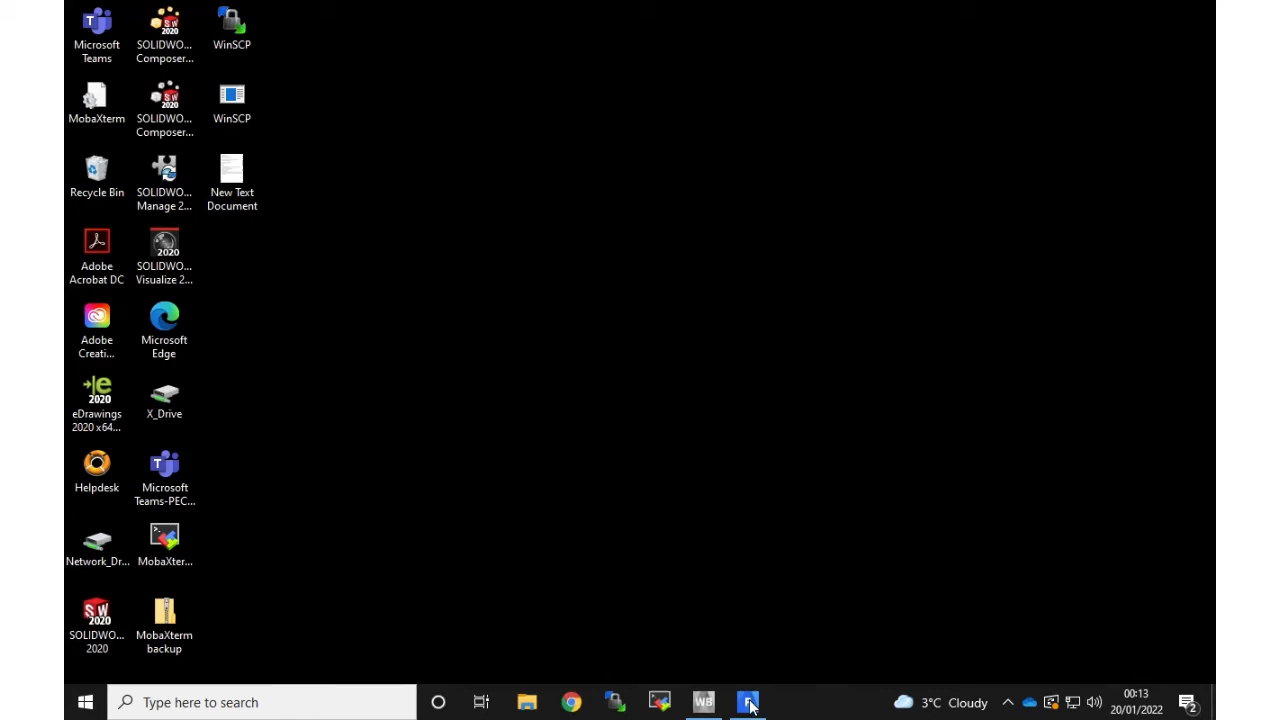 Microsoft
Teams
MobaXterm
Recycle Bin
Adobe
Acrobat DC
Adobe
Creati...
eDrawings
2020 x64...
Helpdesk
Network_Dr...
SOLIDWO...
2020
SOLIDWO...
Composer...
SOLIDWO...
Composer...
SOLIDWO...
Manage 2...
SOLIDWO...
Visualize 2...
Microsoft
Edge
X_Drive
Microsoft
Teams-PEC...
MobaXter...
MobaXterm
backup
WinSCP
WinSCP
New Text
Document
Type here to search
WB
3°C Cloudy
00:13
20/01/2022
2